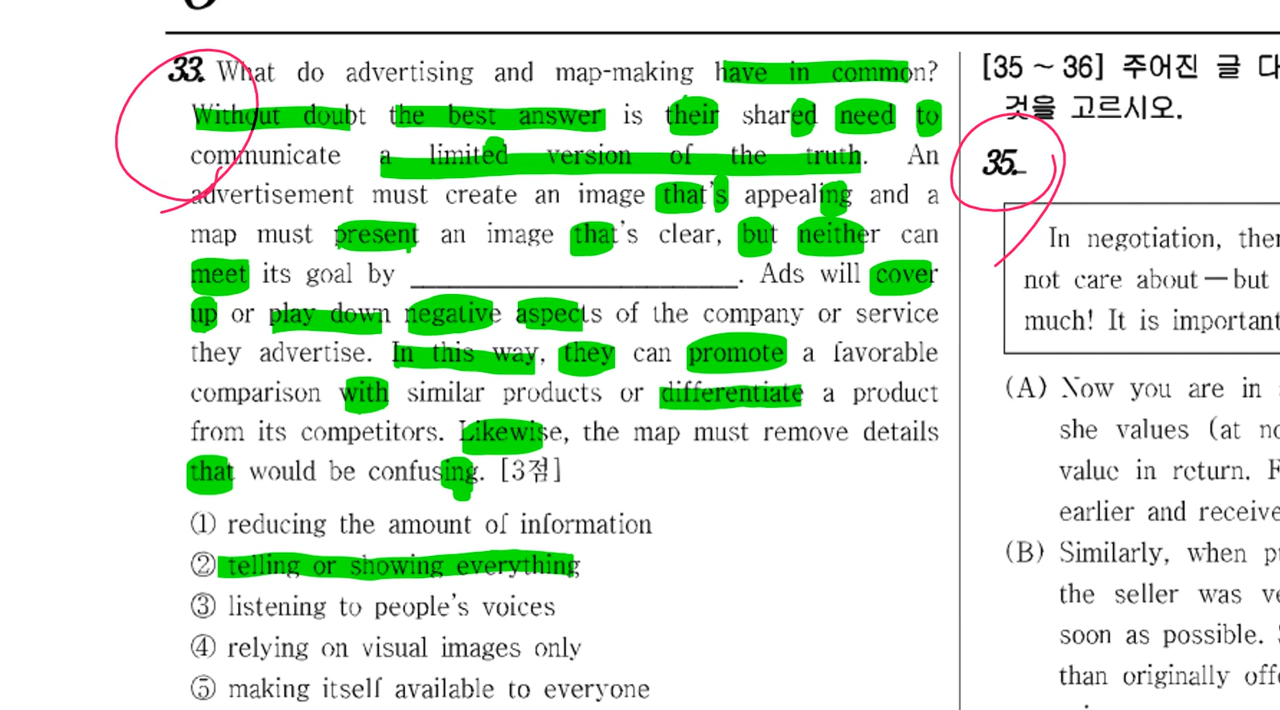 33. What do advertising and map-making have in common?
Without doubt the best answer is their shared need to
communicate a limited version of the truth. An
advertisement must create an image that's appealing and a
map must present an image that's clear, but neither can
meet its goal by ____________________. Ads will cover
up or play down negative aspects of the company or service
they advertise. In this way, they can promote a favorable
comparison with similar products or differentiate a product
from its competitors. Likewise, the map must remove details
that would be confusing. [3점]
① reducing the amount of information
② telling or showing everything
③ listening to people's voices
④ relying on visual images only
⑤ making itself available to everyone
[35 ~ 36] 주어진 글
것을 고르시오.
35.
In negotiation,
not care about — but
much! It is important
(A) Now you are in
she values (at
value in return.
earlier and
(B) Similarly, when
the seller was
soon as possible.
than originally